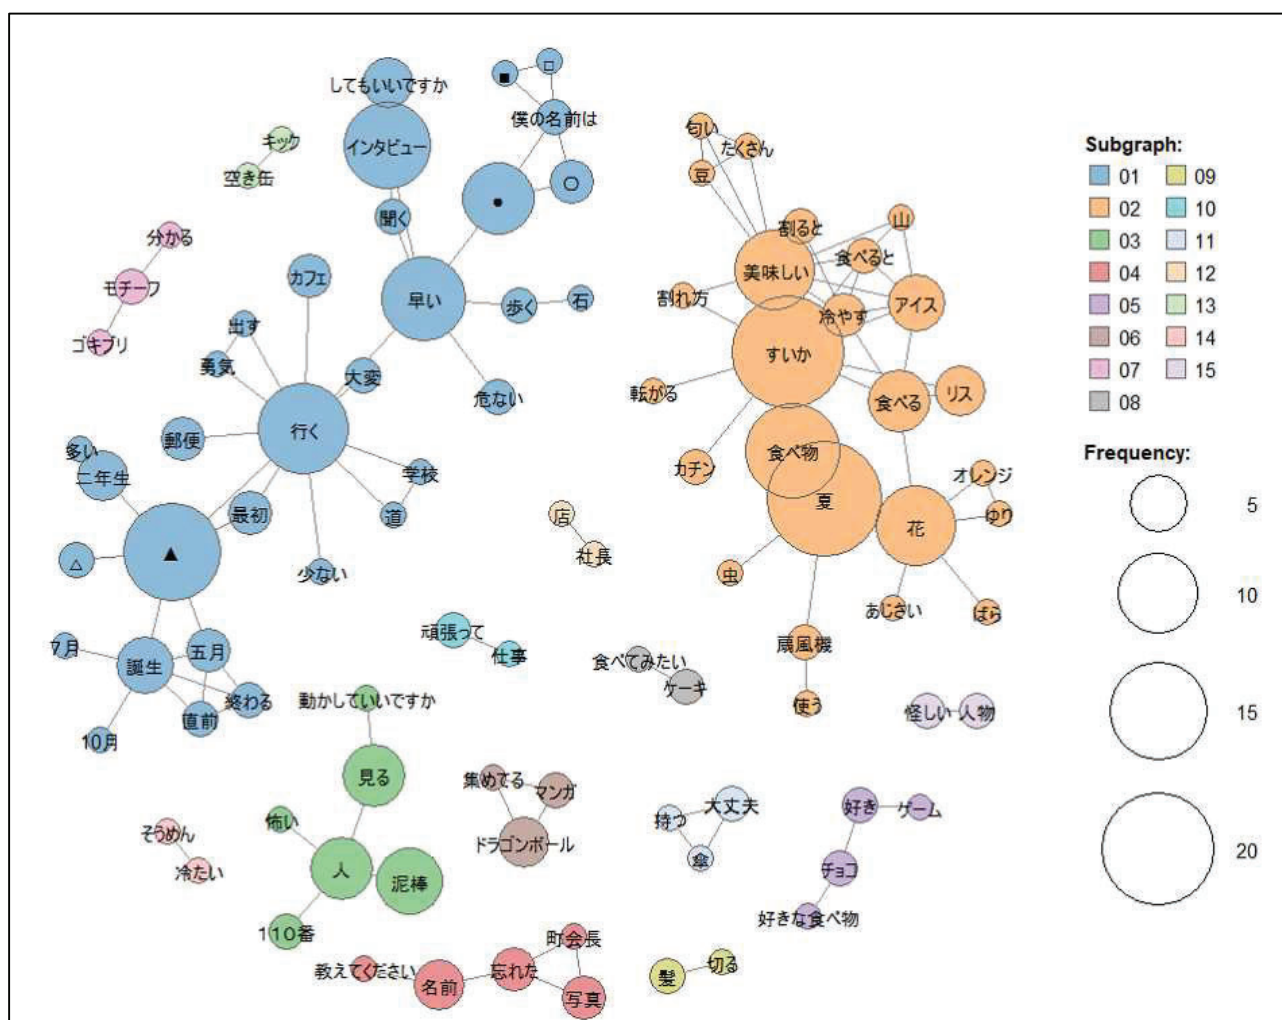 してもいいですか
■
□
僕の名前は
インタビュー
キック
空き缶
●
○
聞く
匂い
たくさん
豆
割ると
山
食べると
美味しい
割れ方
冷やす
アイス
分かる
モチーフ
ゴキブリ
カフェ
早い
歩く
石
出す
勇気
大変
危ない
すいか
転がる
食べる
リス
郵便
行く
学校
道
多い
二年生
最初
カチン
食べ物
夏
オレンジ
花
ゆり
▲
△
少ない
店
社長
虫
あじさい
ばら
7月
誕生
五月
終わる
直前
10月
頑張って
仕事
扇風機
使う
食べてみたい
ケーキ
怪しい
人物
動かしていいですか
見る
怖い
人
泥棒
110番
集めてる
マンガ
ドラゴンボール
持つ
大丈夫
傘
好き
ゲーム
チョコ
好きな食べ物
そうめん
冷たい
教えてください
名前
忘れた
町会長
写真
髪
切る
Subgraph:
01 09
02 10
03 11
04 12
05 13
06 14
07 15
08
Frequency:
5
10
15
20